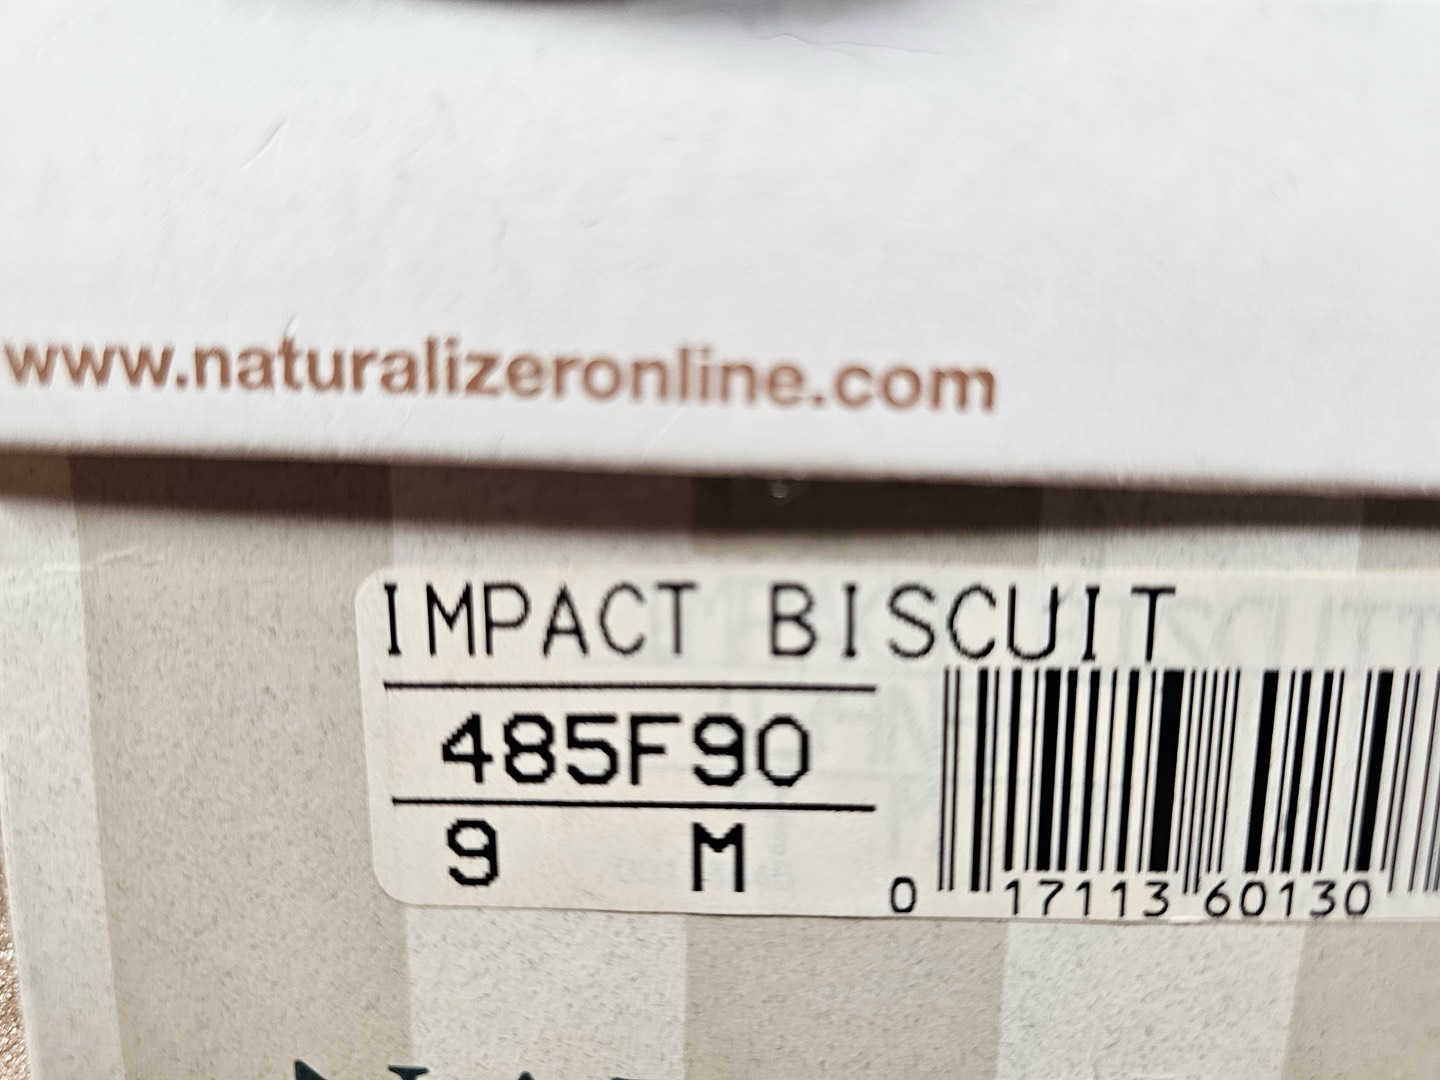 www.naturalizeronline.com
IMPACT BISCUIT
485F90
9 M
0 17113 60130